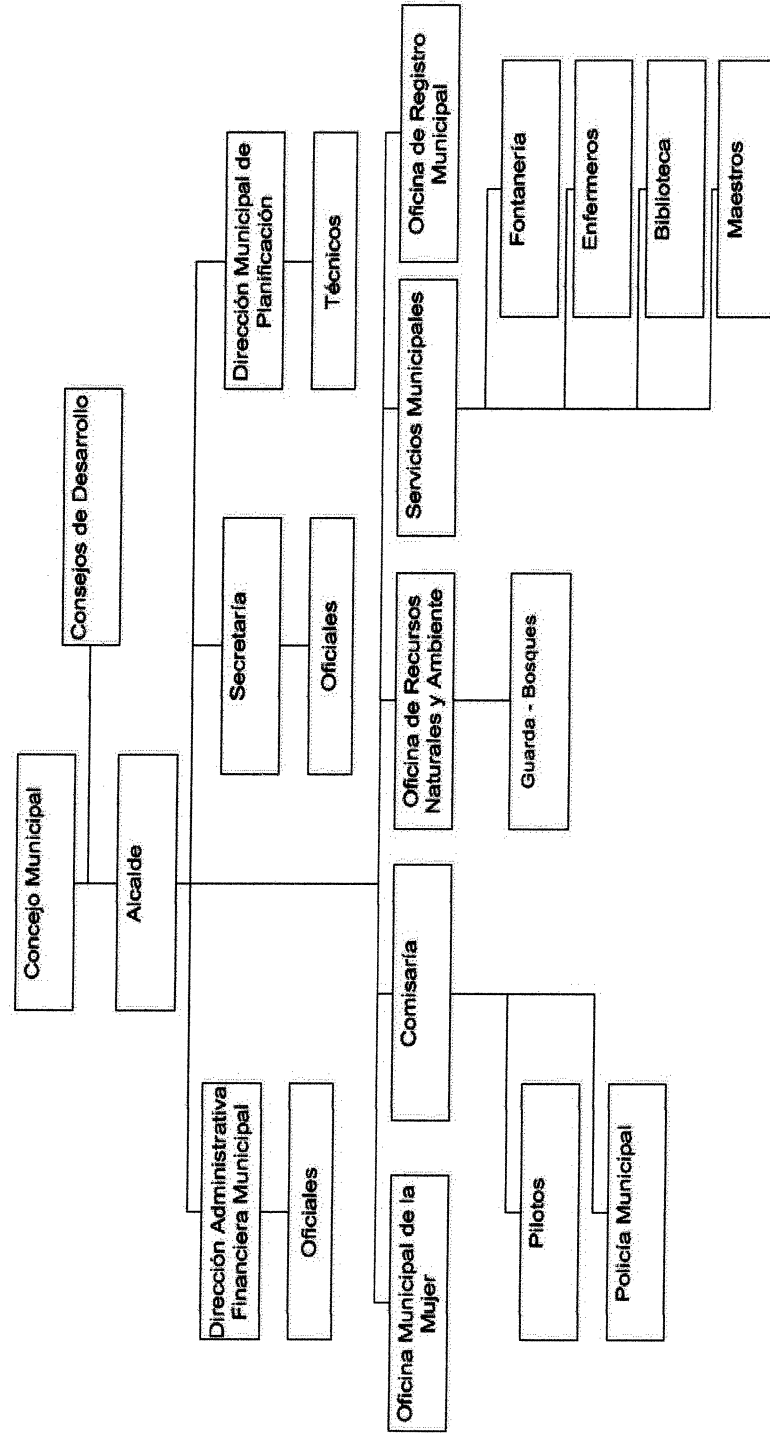 Concejo Municipal
Consejos de Desarrollo
Alcalde
Dirección Administrativa
Financiera Municipal
Secretaría
Dirección Municipal de
Planificación
Oficiales
Oficiales
Técnicos
Oficina Municipal de la
Mujer
Comisaría
Oficina de Recursos
Naturales y Ambiente
Servicios Municipales
Oficina de Registro
Municipal
Pilotos
Policía Municipal
Guarda - Bosques
Fontanería
Enfermeros
Biblioteca
Maestros